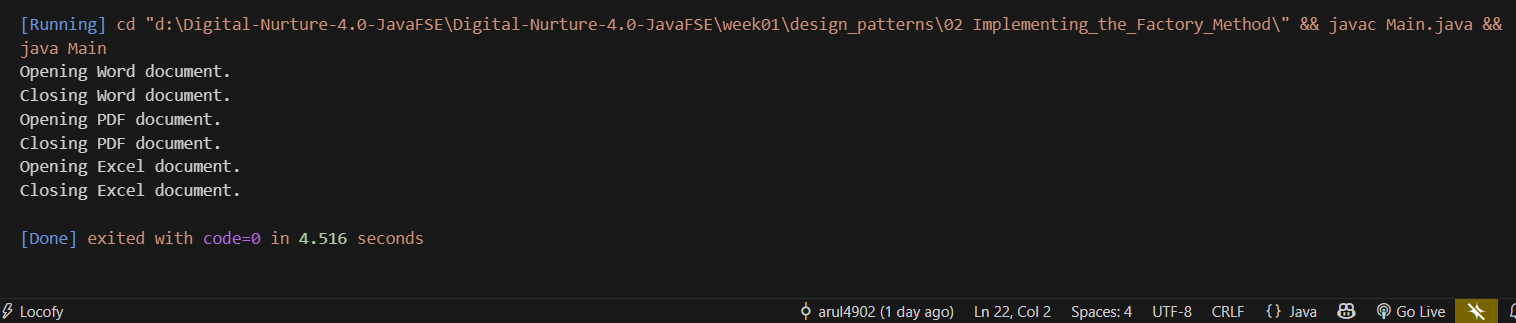 [Running] cd "d:\Digital-Nurture-4.0-JavaFSE\Digital-Nurture-4.0-JavaFSE\week01\design_patterns\02 Implementing_the_Factory_Method\" && javac Main.java &&
java Main
Opening Word document.
Closing Word document.
Opening PDF document.
Closing PDF document.
Opening Excel document.
Closing Excel document.
[Done] exited with code=0 in 4.516 seconds
Locofy arul4902 (1 day ago) Ln 22, Col 2 Spaces: 4 UTF-8 CRLF {} Java Go Live